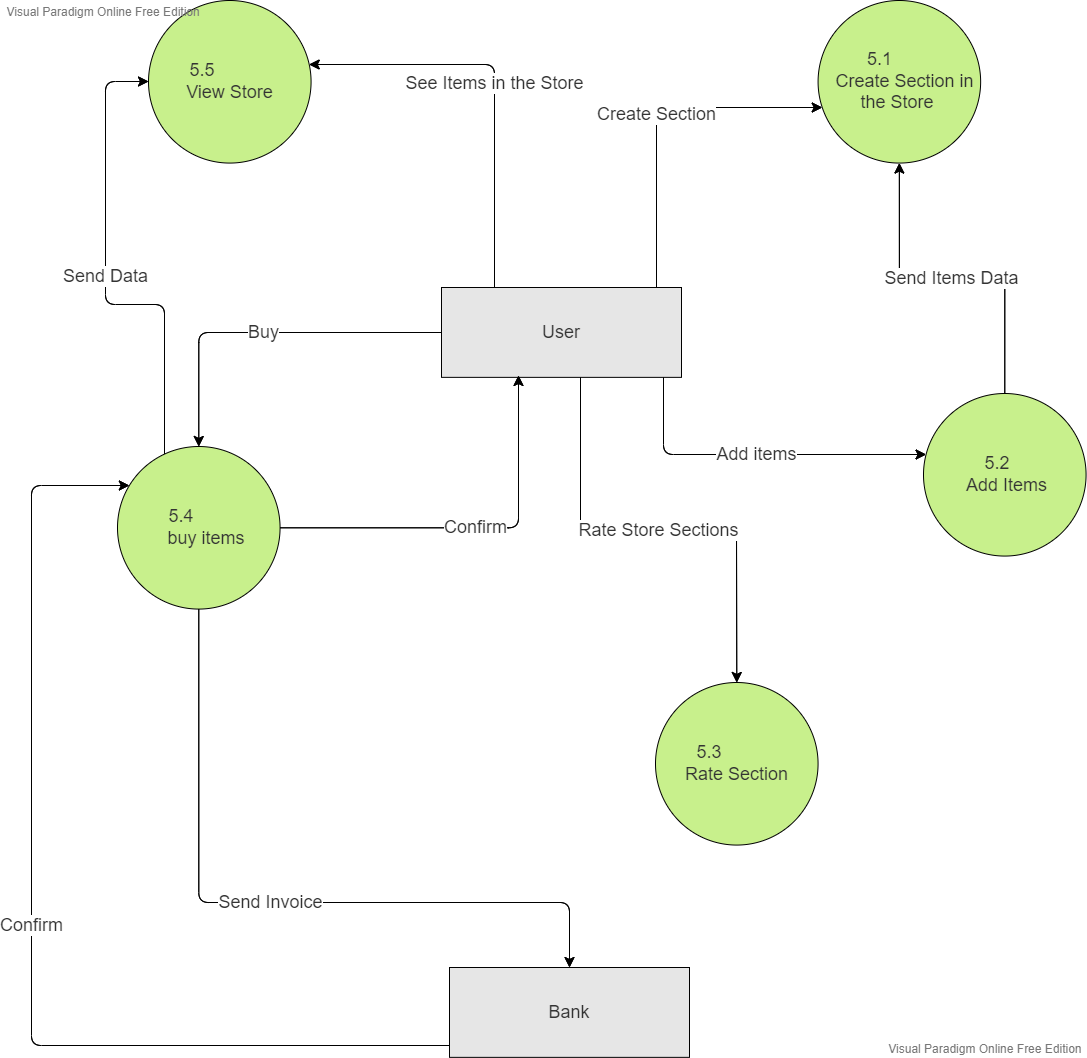 Visual Paradigm Online Free Edition
5.5
View Store
See Items in the Store
5.1
Create Section in
the Store
Create Section
Send Data
Send Items Data
Buy
User
Add items
5.2
Add Items
5.4
buy items
Confirm
Rate Store Sections
5.3
Rate Section
Send Invoice
Confirm
Bank
Visual Paradigm Online Free Edition